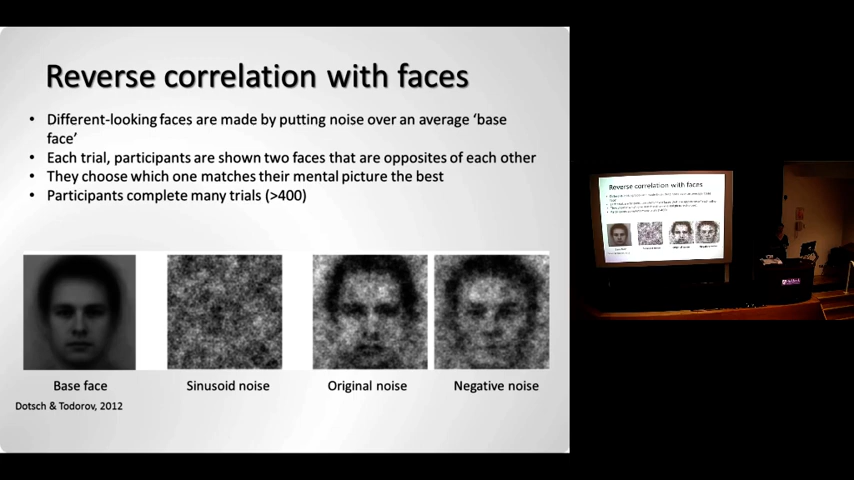 Reverse correlation with faces
• Different-looking faces are made by putting noise over an average ‘base
face’
• Each trial, participants are shown two faces that are opposites of each other
• They choose which one matches their mental picture the best
• Participants complete many trials (>400)
Base face
Sinusoid noise
Original noise
Negative noise
Dotsch & Todorov, 2012
Reverse correlation with faces